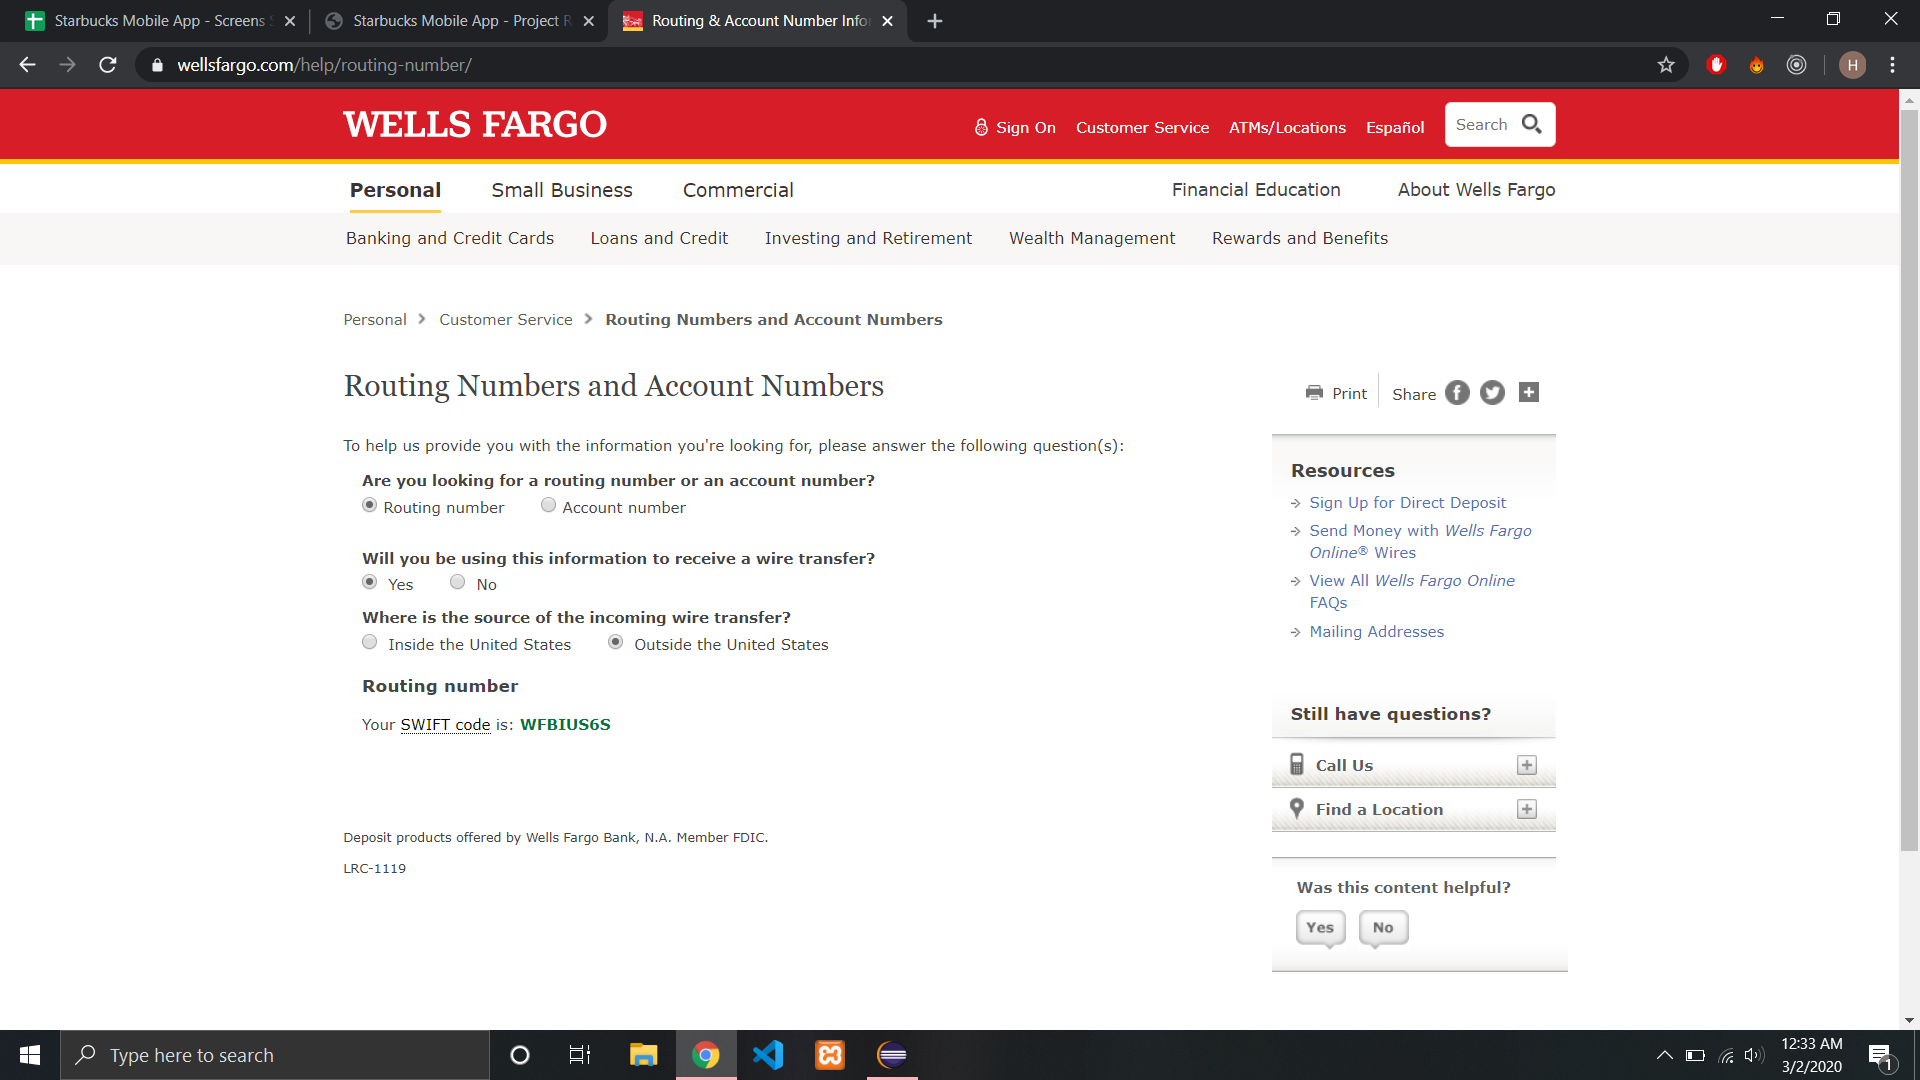 Starbucks Mobile App - Screens
Starbucks Mobile App - Project R
Routing & Account Number Info
wellsfargo.com/help/routing-number/
H
WELLS FARGO
Sign On
Customer Service
ATMs/Locations
Español
Search
Personal
Small Business
Commercial
Financial Education
About Wells Fargo
Banking and Credit Cards
Loans and Credit
Investing and Retirement
Wealth Management
Rewards and Benefits
Personal
Customer Service
Routing Numbers and Account Numbers
Routing Numbers and Account Numbers
Print
Share
To help us provide you with the information you're looking for, please answer the following question(s):
Are you looking for a routing number or an account number?
Routing number
Account number
Will you be using this information to receive a wire transfer?
Yes
No
Where is the source of the incoming wire transfer?
Inside the United States
Outside the United States
Routing number
Your SWIFT code is: WFBIUS6S
Deposit products offered by Wells Fargo Bank, N.A. Member FDIC.
LRC-1119
Resources
Sign Up for Direct Deposit
Send Money with Wells Fargo
Online® Wires
View All Wells Fargo Online
FAQs
Mailing Addresses
Still have questions?
Call Us
Find a Location
Was this content helpful?
Yes
No
Type here to search
12:33 AM
3/2/2020
1